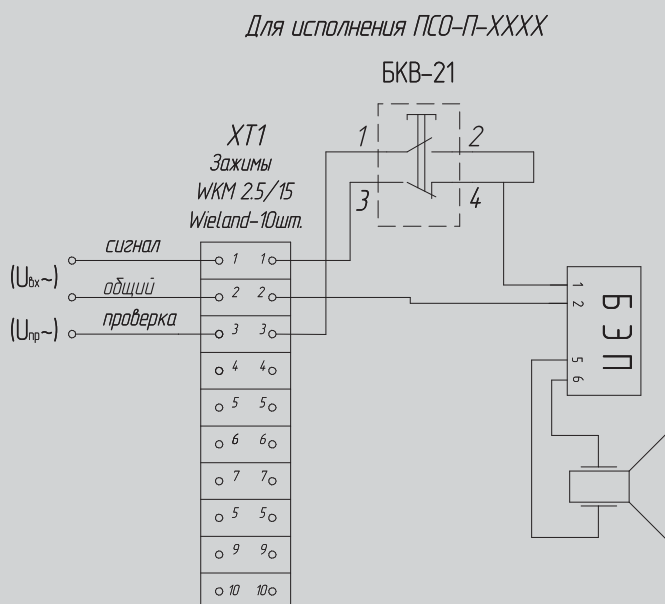 Для исполнения ПСО-П-ХХХХ
БКВ-21
ХТ1
Зажимы
WKM 2.5/15
Wieland-10шт.
1 2
3 4
сигнал
(Uвх~)
общий
(Uпр~)
проверка
1 1
2 2
3 3
4 4
5 5
6 6
7 7
5 5
9 9
10 10
БЭП
1
2
5
6